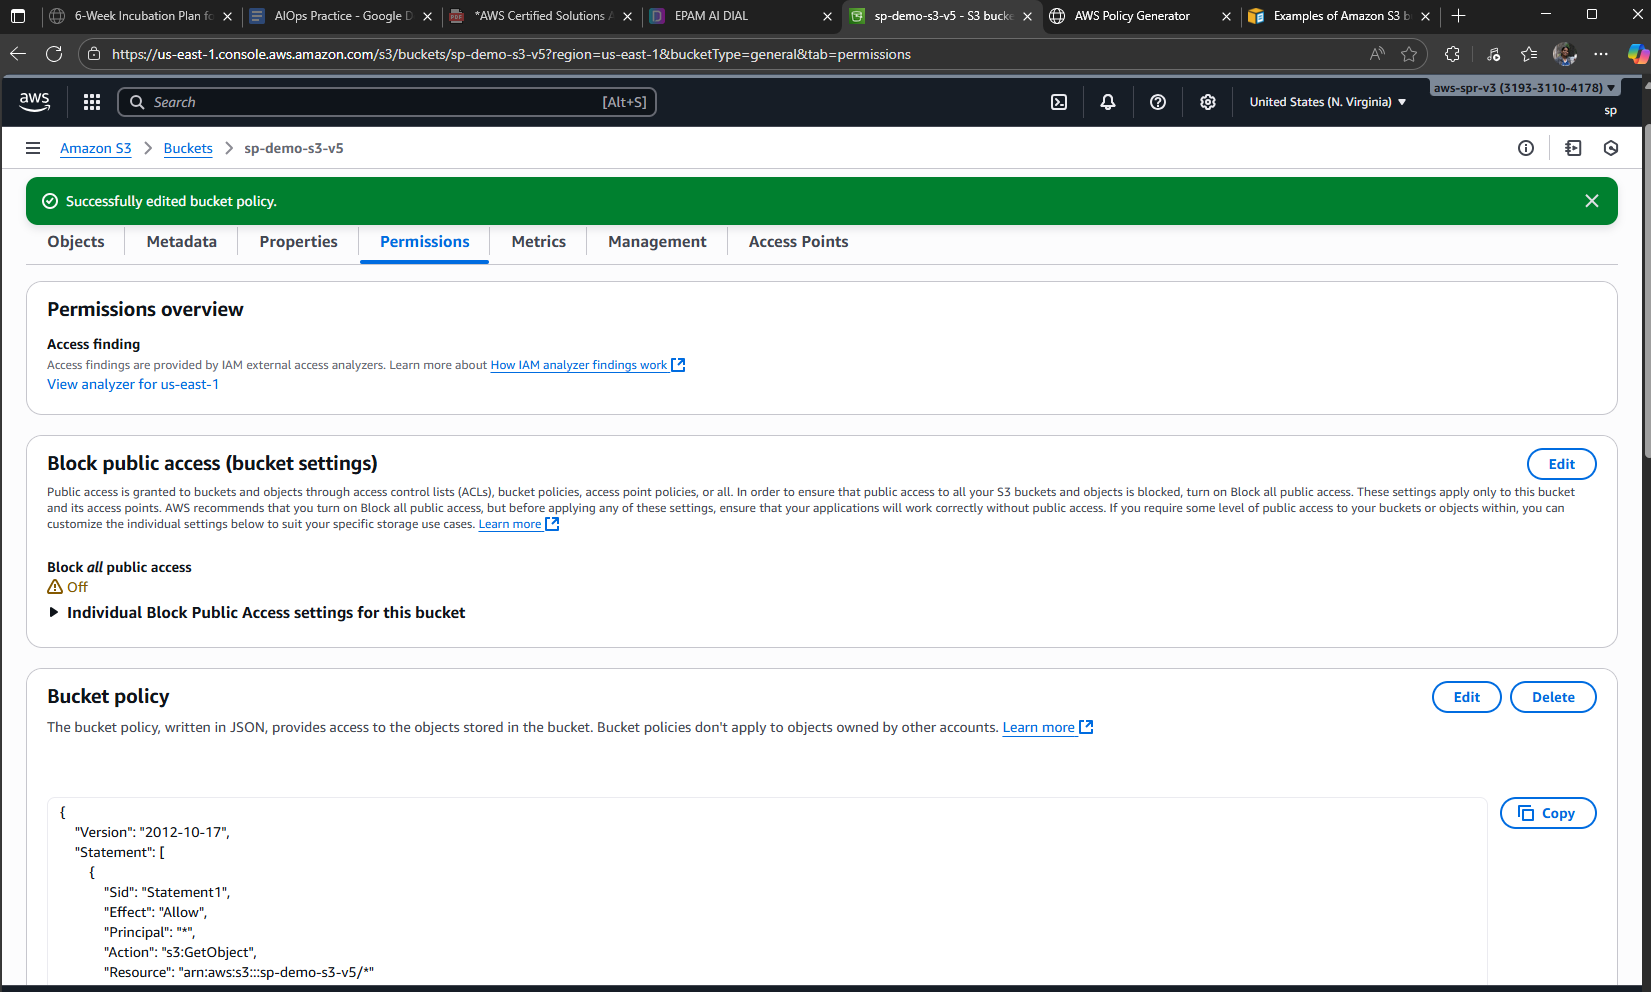 6-Week Incubation Plan fo
AIOps Practice - Google D
*AWS Certified Solutions A
EPAM AI DIAL
sp-demo-s3-v5 - S3 bucke
AWS Policy Generator
Examples of Amazon S3 b
https://us-east-1.console.aws.amazon.com/s3/buckets/sp-demo-s3-v5?region=us-east-1&bucketType=general&tab=permissions
aws
Search
[Alt+S]
United States (N. Virginia)
aws-spr-v3 (3193-3110-4178)
sp
Amazon S3
Buckets
sp-demo-s3-v5
Successfully edited bucket policy.
Objects
Metadata
Properties
Permissions
Metrics
Management
Access Points
Permissions overview
Access finding
Access findings are provided by IAM external access analyzers. Learn more about How IAM analyzer findings work
View analyzer for us-east-1
Block public access (bucket settings)
Edit
Public access is granted to buckets and objects through access control lists (ACLs), bucket policies, access point policies, or all. In order to ensure that public access to all your S3 buckets and objects is blocked, turn on Block all public access. These settings apply only to this bucket
and its access points. AWS recommends that you turn on Block all public access, but before applying any of these settings, ensure that your applications will work correctly without public access. If you require some level of public access to your buckets or objects within, you can
customize the individual settings below to suit your specific storage use cases. Learn more
Block all public access
Off
Individual Block Public Access settings for this bucket
Bucket policy
Edit
Delete
The bucket policy, written in JSON, provides access to the objects stored in the bucket. Bucket policies don't apply to objects owned by other accounts. Learn more
Copy
{
"Version": "2012-10-17",
"Statement": [
{
"Sid": "Statement1",
"Effect": "Allow",
"Principal": "*",
"Action": "s3:GetObject",
"Resource": "arn:aws:s3:::sp-demo-s3-v5/*"